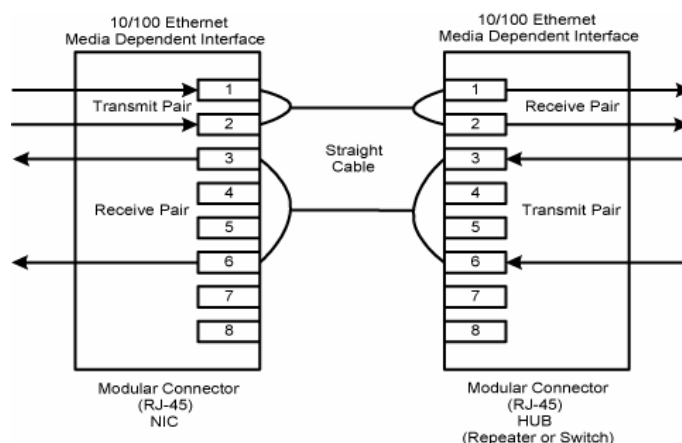 10/100 Ethernet
Media Dependent Interface
10/100 Ethernet
Media Dependent Interface
1
Transmit Pair
2
3
4
Receive Pair
5
6
7
8
Straight
Cable
1
Receive Pair
2
3
4
Transmit Pair
5
6
7
8
Modular Connector
(RJ-45)
NIC
Modular Connector
(RJ-45)
HUB
(Repeater or Switch)